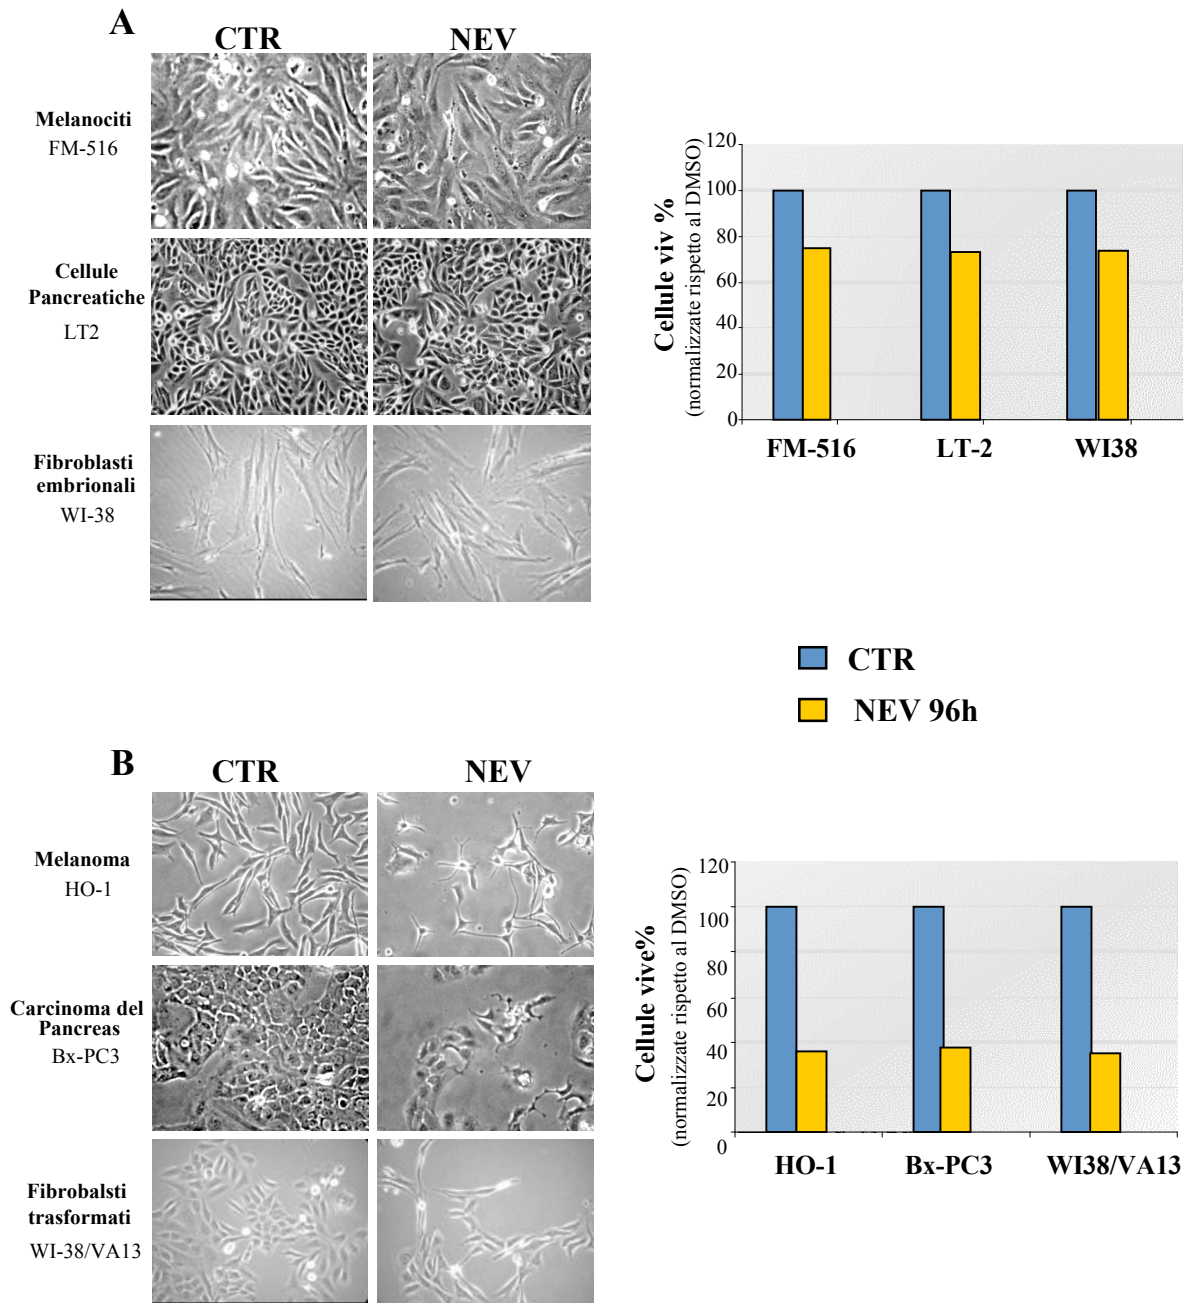 A
CTR
NEV
Melanociti
FM-516
Cellule
Pancreatiche
LT2
Fibroblasti
embrionali
WI-38
Cellule viv %
(normalizzate rispetto al DMSO)
120
100
80
60
40
20
0
FM-516
LT-2
WI38
CTR
NEV 96h
B
CTR
NEV
Melanoma
HO-1
Carcinoma del
Pancreas
Bx-PC3
Fibrobalsti
trasformati
WI-38/VA13
Cellule vive%
(normalizzate rispetto al DMSO)
120
100
80
60
40
20
0
HO-1
Bx-PC3
WI38/VA13